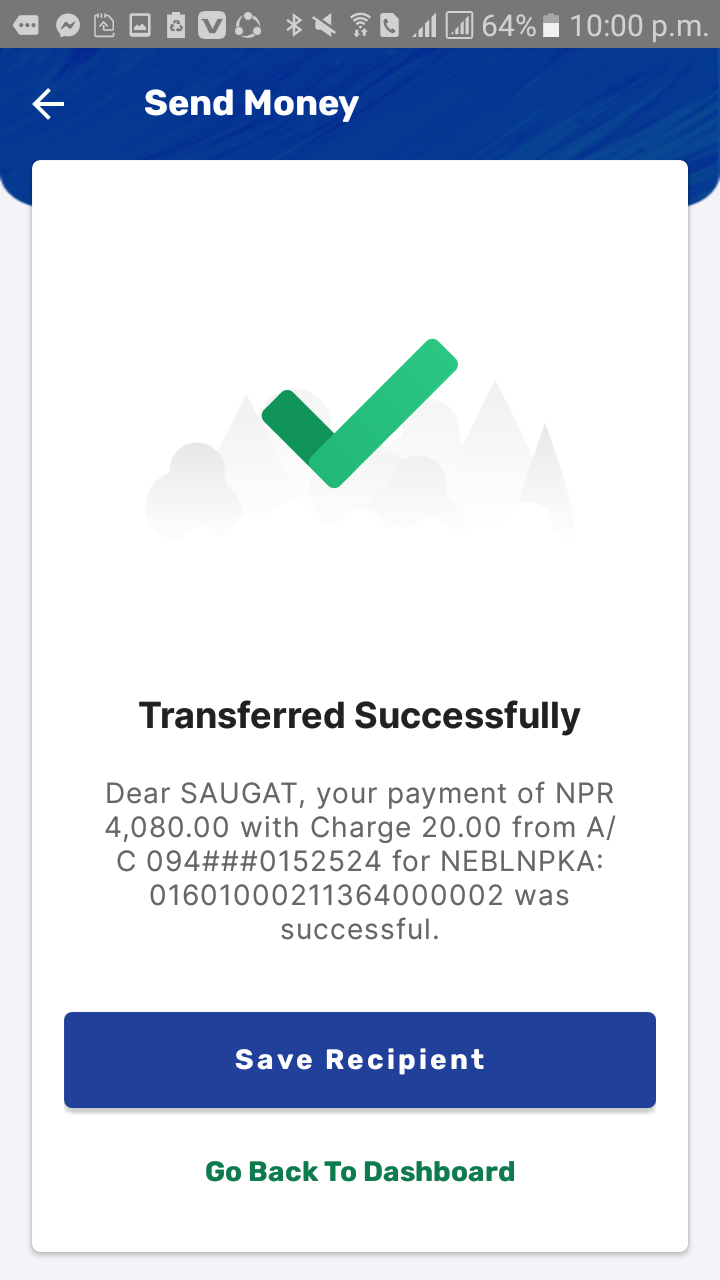 64% 10:00 p.m.
Send Money
Transferred Successfully
Dear SAUGAT, your payment of NPR
4,080.00 with Charge 20.00 from A/
C 094###0152524 for NEBLNPKA:
01601000211364000002 was
successful.
Save Recipient
Go Back To Dashboard